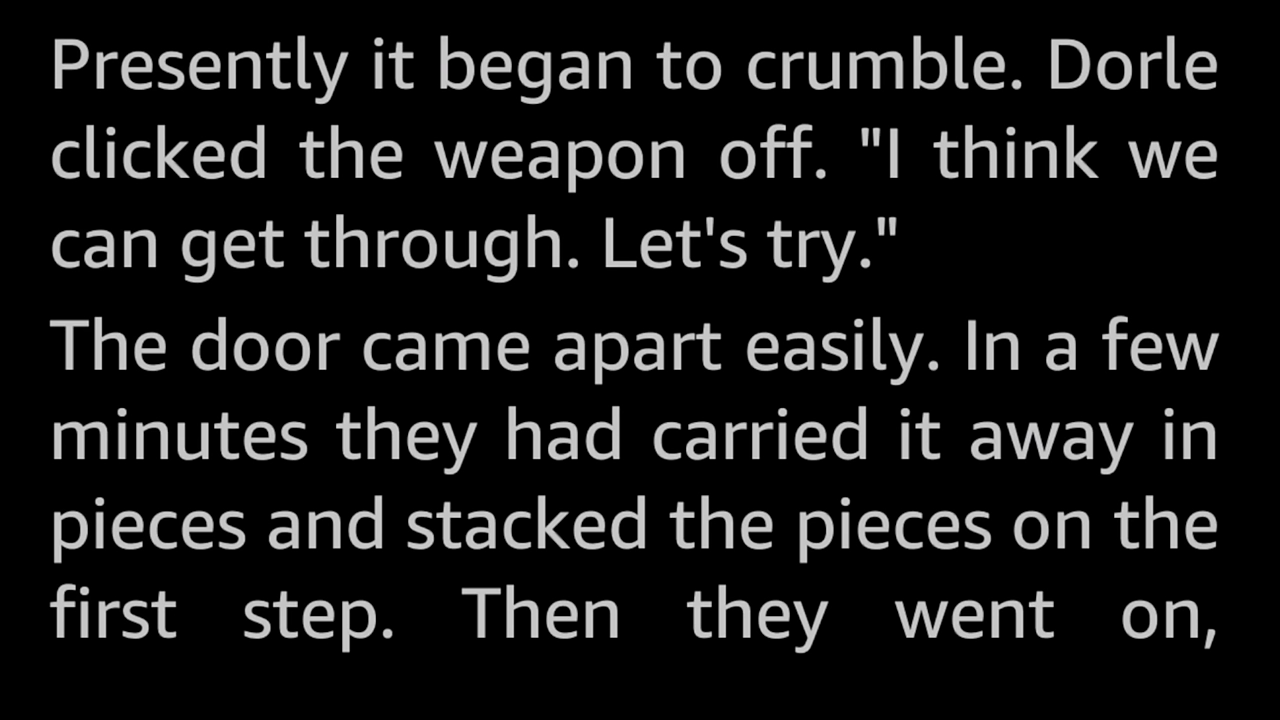 Presently it began to crumble. Dorle
clicked the weapon off. "I think we
can get through. Let's try."
The door came apart easily. In a few
minutes they had carried it away in
pieces and stacked the pieces on the
first step. Then they went on,